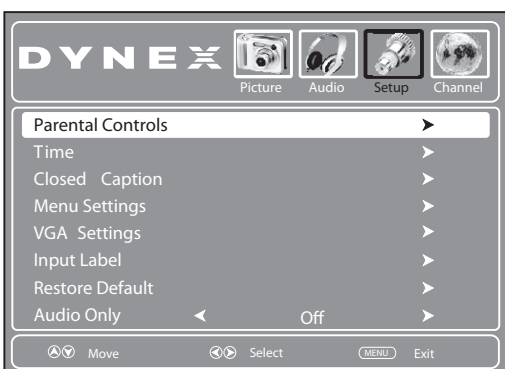 DYNEX
Picture Audio Setup Channel
Parental Controls
Time
Closed Caption
Menu Settings
VGA Settings
Input Label
Restore Default
Audio Only Off
Move Select MENU Exit